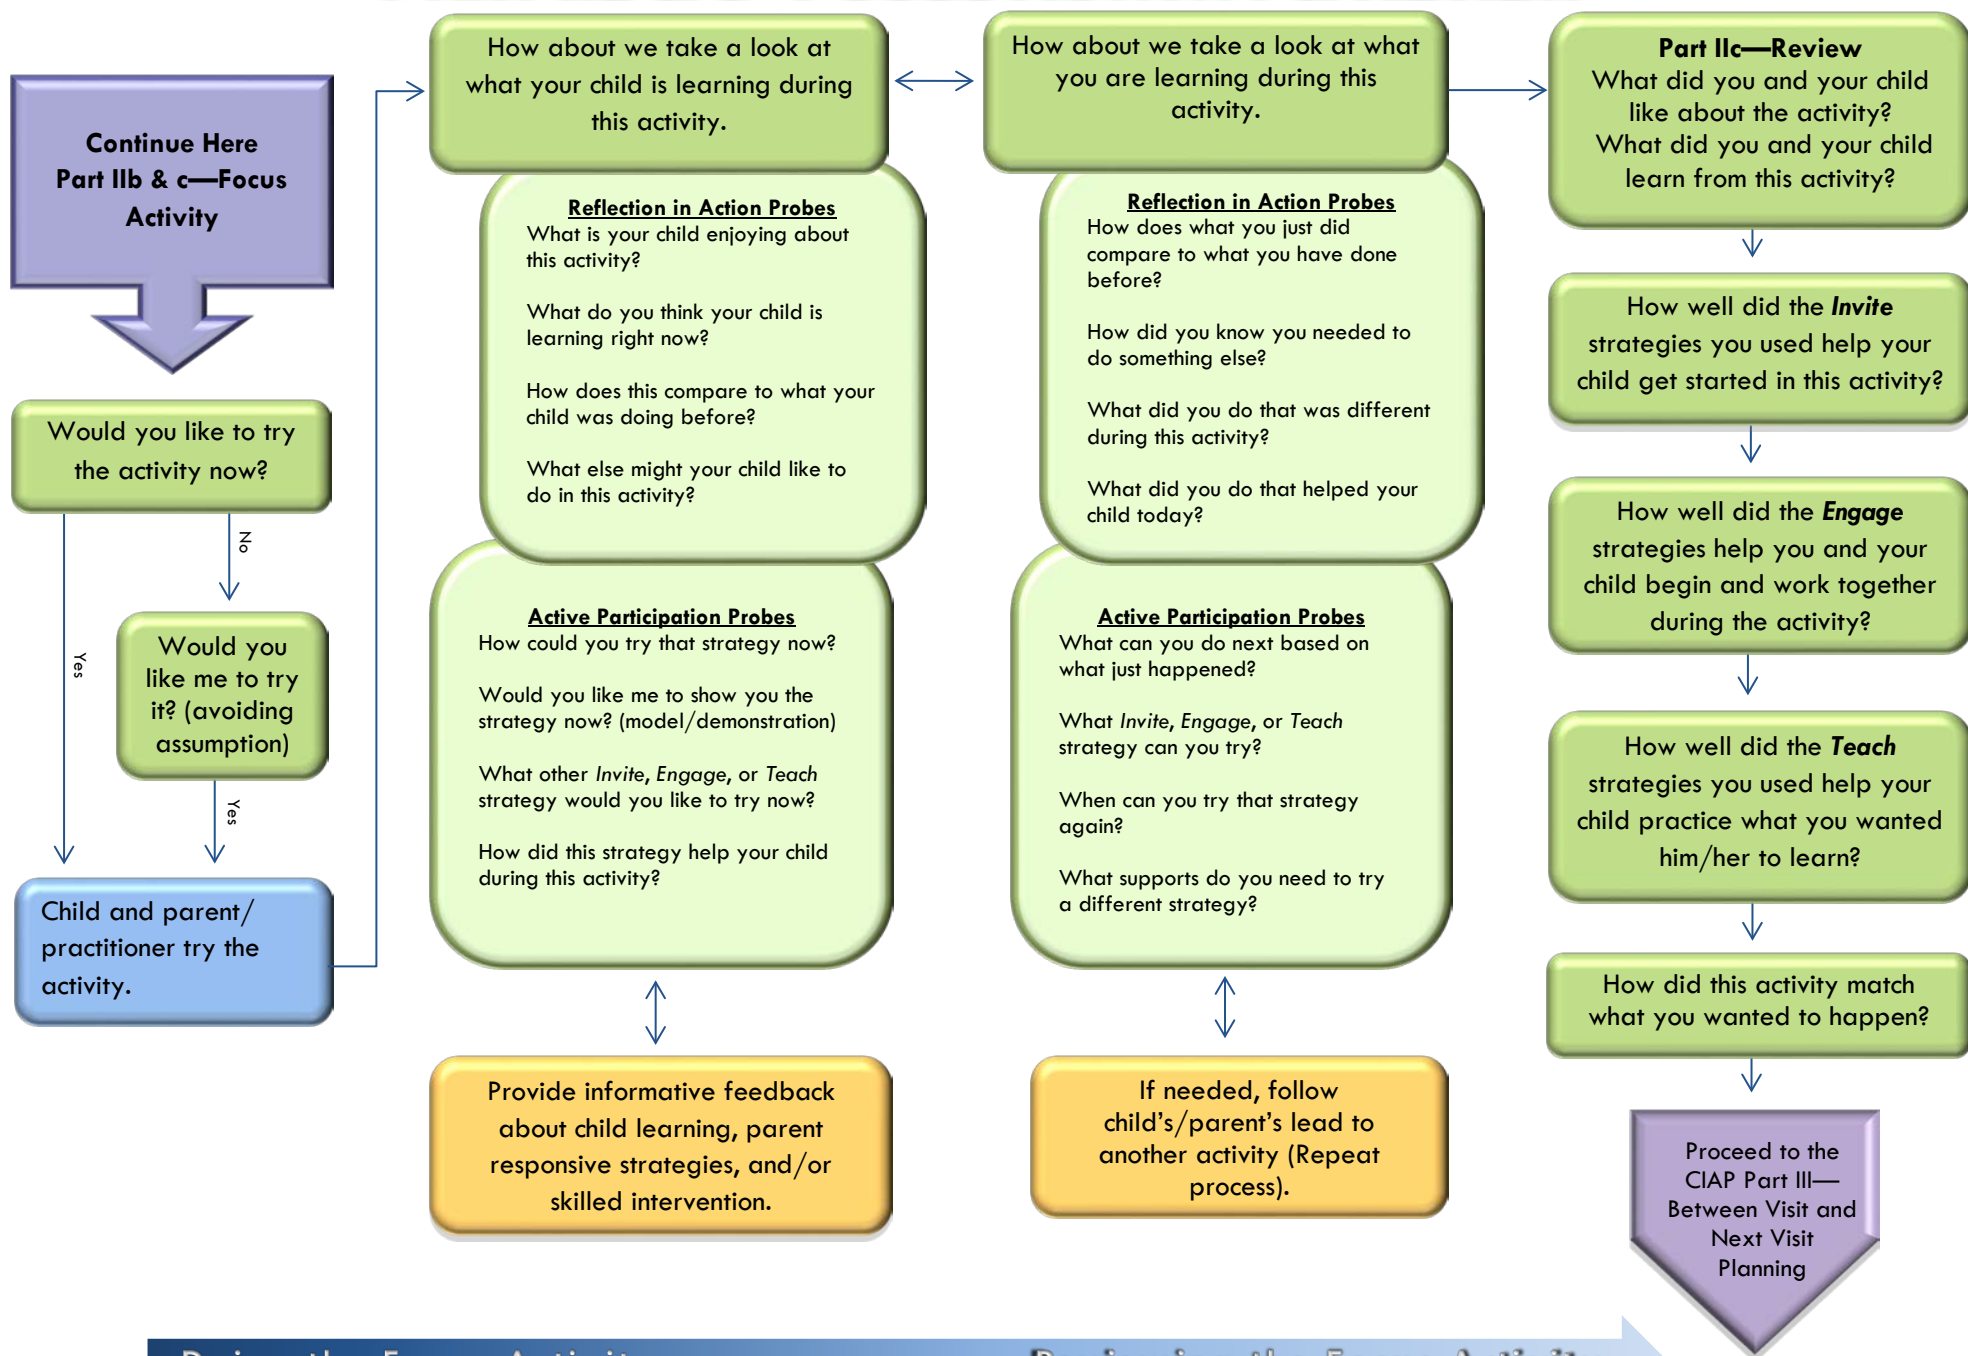 Continue Here
Part IIb & c—Focus
Activity
Would you like to try
the activity now?
No
Yes
Would you
like me to try
it? (avoiding
assumption)
Yes
Child and parent/
practitioner try the
activity.
How about we take a look at
what your child is learning during
this activity.
Reflection in Action Probes
What is your child enjoying about
this activity?
What do you think your child is
learning right now?
How does this compare to what your
child was doing before?
What else might your child like to
do in this activity?
Active Participation Probes
How could you try that strategy now?
Would you like me to show you the
strategy now? (model/demonstration)
What other Invite, Engage, or Teach
strategy would you like to try now?
How did this strategy help your child
during this activity?
Provide informative feedback
about child learning, parent
responsive strategies, and/or
skilled intervention.
How about we take a look at what
you are learning during this
activity.
Reflection in Action Probes
How does what you just did
compare to what you have done
before?
How did you know you needed to
do something else?
What did you do that was different
during this activity?
What did you do that helped your
child today?
Active Participation Probes
What can you do next based on
what just happened?
What Invite, Engage, or Teach
strategy can you try?
When can you try that strategy
again?
What supports do you need to try
a different strategy?
If needed, follow
child's/parent's lead to
another activity (Repeat
process).
Part IIc—Review
What did you and your child
like about the activity?
What did you and your child
learn from this activity?
How well did the Invite
strategies you used help your
child get started in this activity?
How well did the Engage
strategies help you and your
child begin and work together
during the activity?
How well did the Teach
strategies you used help your
child practice what you wanted
him/her to learn?
How did this activity match
what you wanted to happen?
Proceed to the
CIAP Part III—
Between Visit and
Next Visit
Planning
During the Focus Activity
Reviewing the Focus Activity